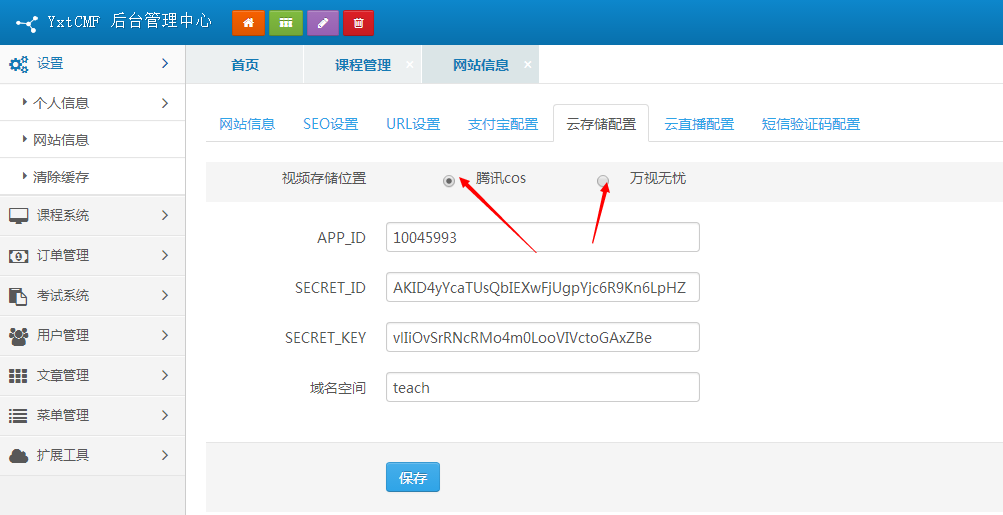 YxtCMF 后台管理中心
设置
个人信息
网站信息
清除缓存
课程系统
订单管理
考试系统
用户管理
文章管理
菜单管理
扩展工具
首页 课程管理 网站信息
网站信息 SEO设置 URL设置 支付宝配置 云存储配置 云直播配置 短信验证码配置
视频存储位置 腾讯cos 万视无忧
APP_ID 10045993
SECRET_ID AKID4yYcaTUsQbIEXwFjUgpYjc6R9Kn6LpHZ
SECRET_KEY vlIiOvSrRNcRMo4m0LooVIVctoGAxZBe
域名空间 teach
保存